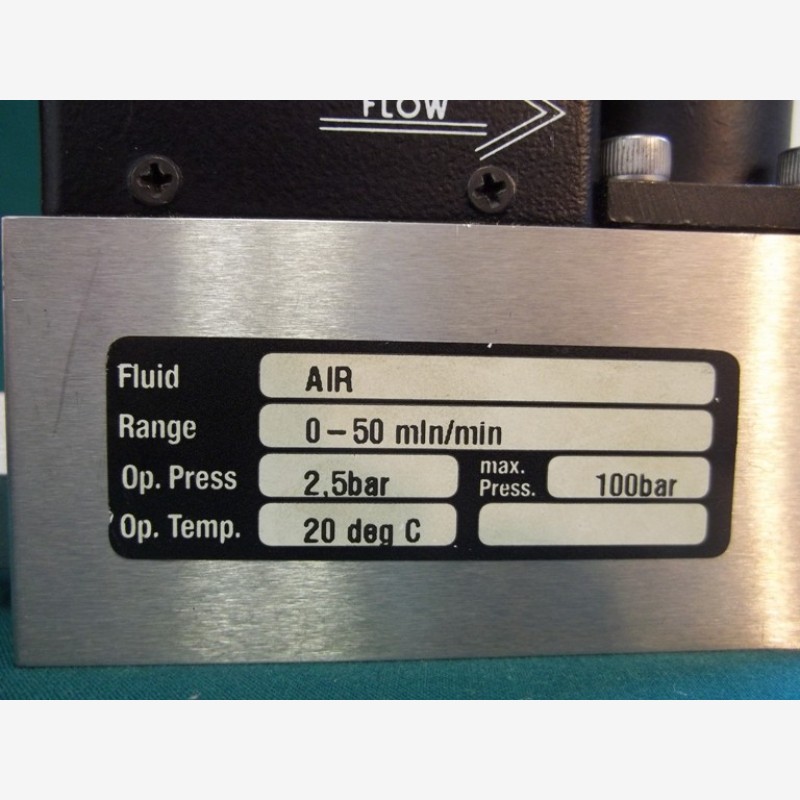 FLOW
Fluid AIR
Range 0-50 mln/min
Op. Press 2,5bar max. Press. 100bar
Op. Temp. 20 deg C